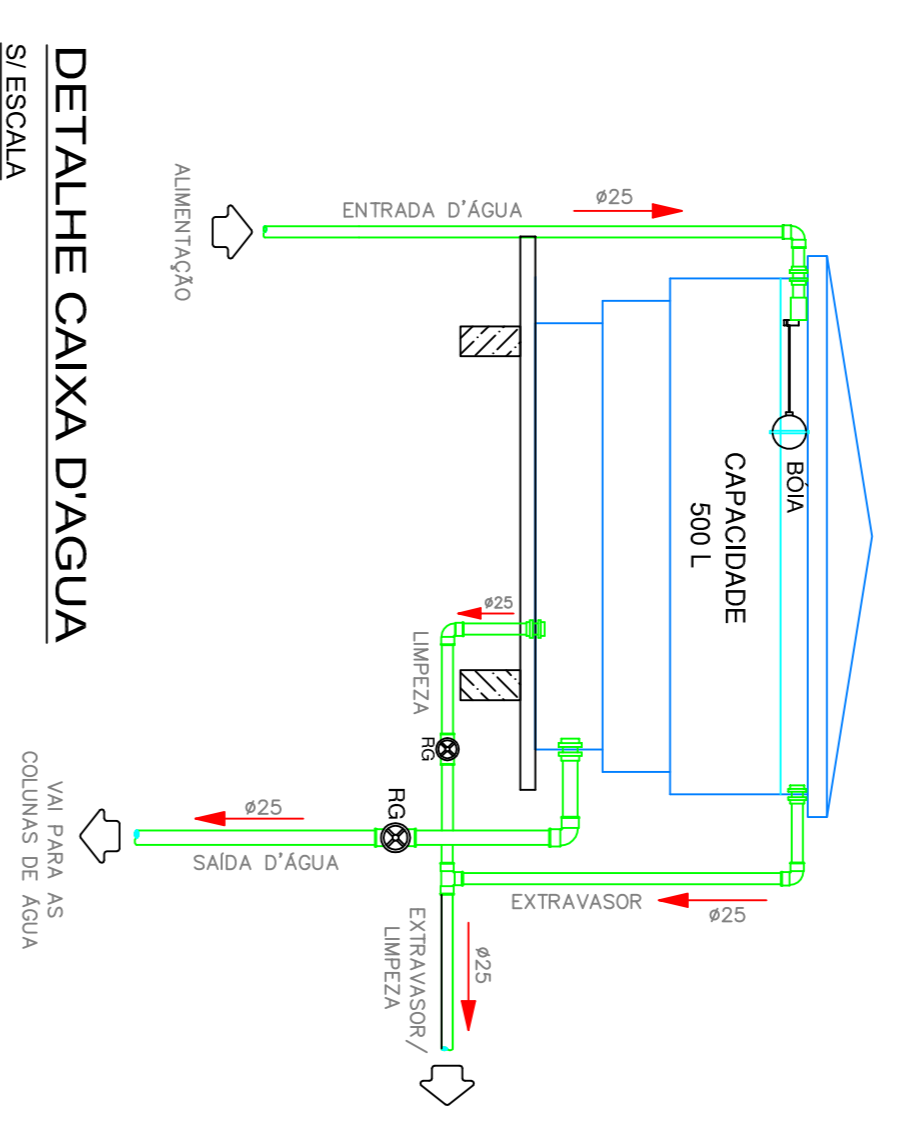 ALIMENTAÇÃO
ENTRADA D'ÁGUA
ø25
BÓIA
CAPACIDADE
500 L
ø25
LIMPEZA
RG
RG
ø25
SAÍDA D'ÁGUA
EXTRAVASOR
ø25
ø25
EXTRAVASOR/
LIMPEZA
VAI PARA AS
COLUNAS DE ÁGUA
DETALHE CAIXA D'AGUA
S/ ESCALA